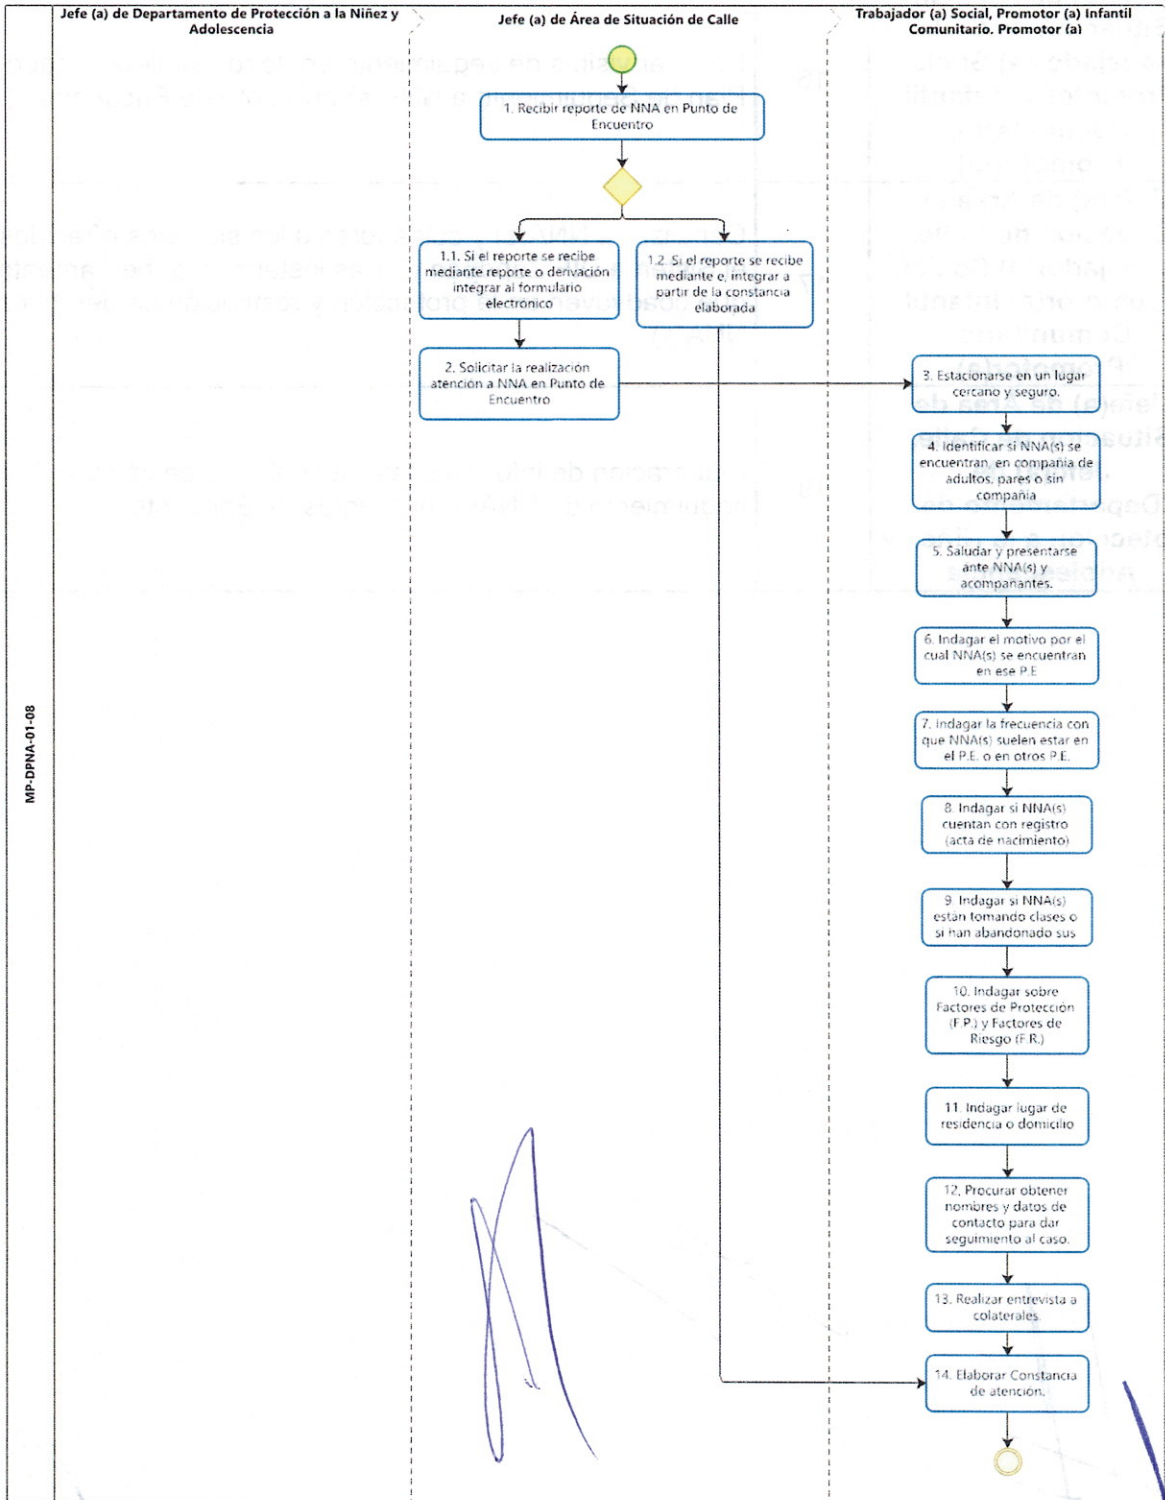 Jefe (a) de Departamento de Protección a la Niñez y
Adolescencia
Jefe (a) de Área de Situación de Calle
Trabajador (a) Social, Promotor (a) Infantil
Comunitario, Promotor (a)
MP-DPNA-01-08
1. Recibir reporte de NNA en Punto de
Encuentro
1.1. Si el reporte se recibe
mediante reporte o derivación
integrar al formulario
electrónico
1.2. Si el reporte se recibe
mediante e, integrar a
partir de la constancia
elaborada
2. Solicitar la realización
atención a NNA en Punto de
Encuentro
3. Estacionarse en un lugar
cercano y seguro.
4. Identificar si NNA(s) se
encuentran, en compañía de
adultos, pares o sin
compañía
5. Saludar y presentarse
ante NNA(s) y
acompañantes.
6. Indagar el motivo por el
cual NNA(s) se encuentran
en ese P.E
7. Indagar la frecuencia con
que NNA(s) suelen estar en
el P.E. o en otros P.E.
8. Indagar si NNA(s)
cuentan con registro
(acta de nacimiento)
9. Indagar si NNA(s)
están tomando clases o
si han abandonado sus
10. Indagar sobre
Factores de Protección
(F.P.) y Factores de
Riesgo (F.R.)
11. Indagar lugar de
residencia o domicilio
12. Procurar obtener
nombres y datos de
contacto para dar
seguimiento al caso.
13. Realizar entrevista a
colaterales.
14. Elaborar Constancia
de atención.